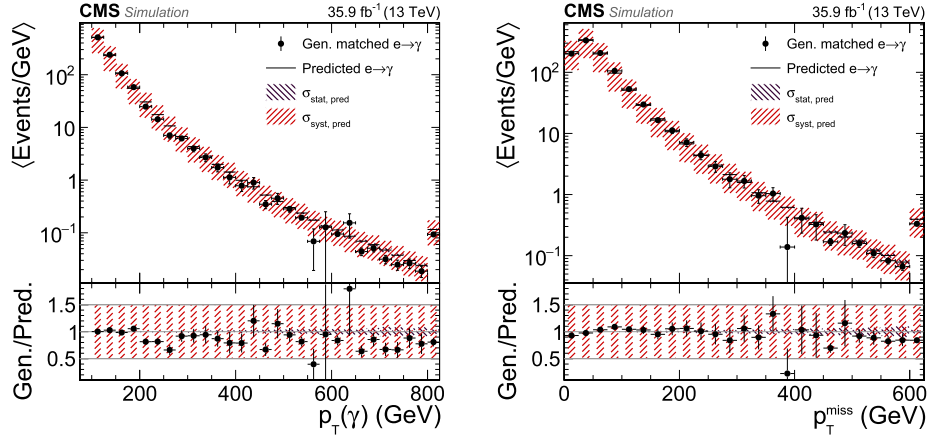 CMS Simulation 35.9 fb⁻¹ (13 TeV)
⟨Events/GeV⟩
10²
10
1
10⁻¹
Gen. matched e→γ
Predicted e→γ
σstat, pred
σsyst, pred
Gen./Pred.
1.5
1
0.5
200 400 600 800
pT(γ) (GeV)
CMS Simulation 35.9 fb⁻¹ (13 TeV)
⟨Events/GeV⟩
10²
10
1
10⁻¹
Gen. matched e→γ
Predicted e→γ
σstat, pred
σsyst, pred
Gen./Pred.
1.5
1
0.5
0 200 400 600
pTmiss (GeV)